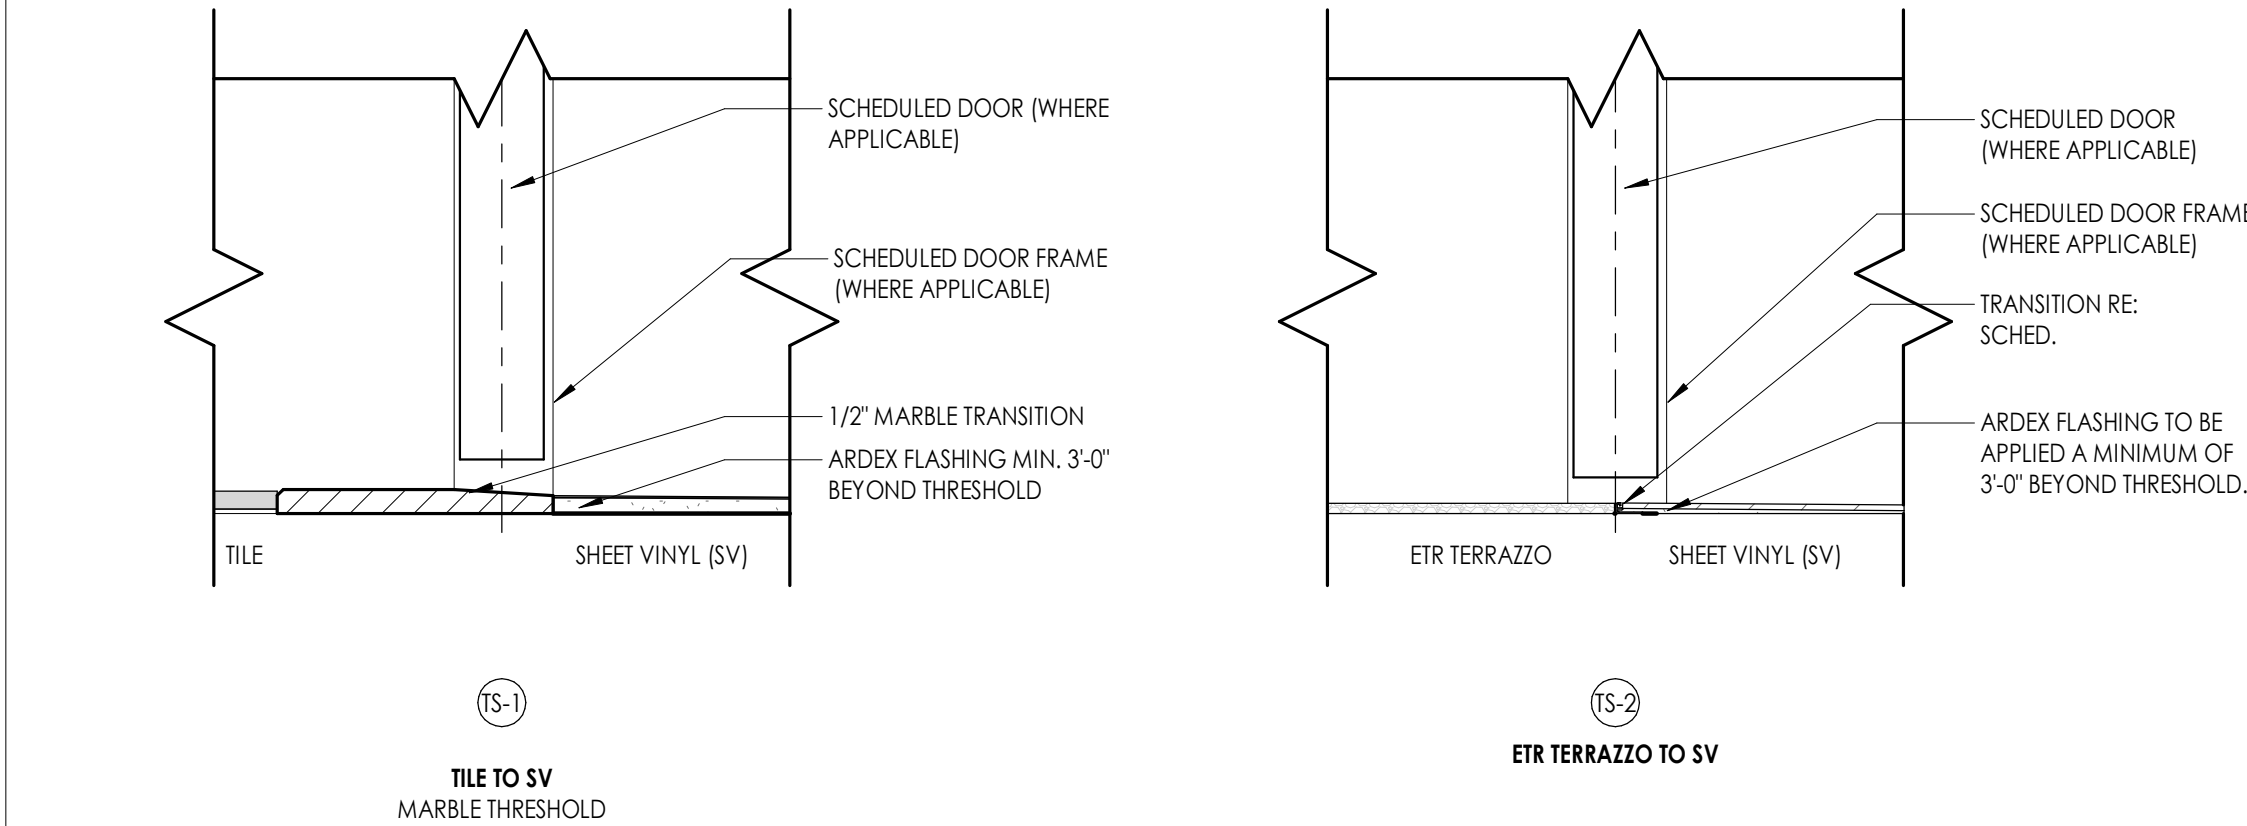 SCHEDULED DOOR (WHERE
APPLICABLE)
SCHEDULED DOOR FRAME
(WHERE APPLICABLE)
1/2" MARBLE TRANSITION
ARDEX FLASHING MIN. 3'-0"
BEYOND THRESHOLD
TILE
SHEET VINYL (SV)
TS-1
TILE TO SV
MARBLE THRESHOLD
SCHEDULED DOOR
(WHERE APPLICABLE)
SCHEDULED DOOR FRAME
(WHERE APPLICABLE)
TRANSITION RE:
SCHED.
ARDEX FLASHING TO BE
APPLIED A MINIMUM OF
3'-0" BEYOND THRESHOLD.
ETR TERRAZZO
SHEET VINYL (SV)
TS-2
ETR TERRAZZO TO SV